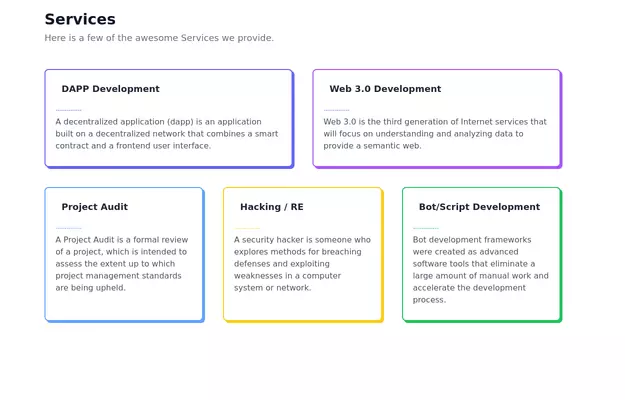 Services
Here is a few of the awesome Services we provide.
DAPP Development
A decentralized application (dapp) is an application
built on a decentralized network that combines a smart
contract and a frontend user interface.
Web 3.0 Development
Web 3.0 is the third generation of Internet services that
will focus on understanding and analyzing data to
provide a semantic web.
Project Audit
A Project Audit is a formal review
of a project, which is intended to
assess the extent up to which
project management standards
are being upheld.
Hacking / RE
A security hacker is someone who
explores methods for breaching
defenses and exploiting
weaknesses in a computer
system or network.
Bot/Script Development
Bot development frameworks
were created as advanced
software tools that eliminate a
large amount of manual work and
accelerate the development
process.